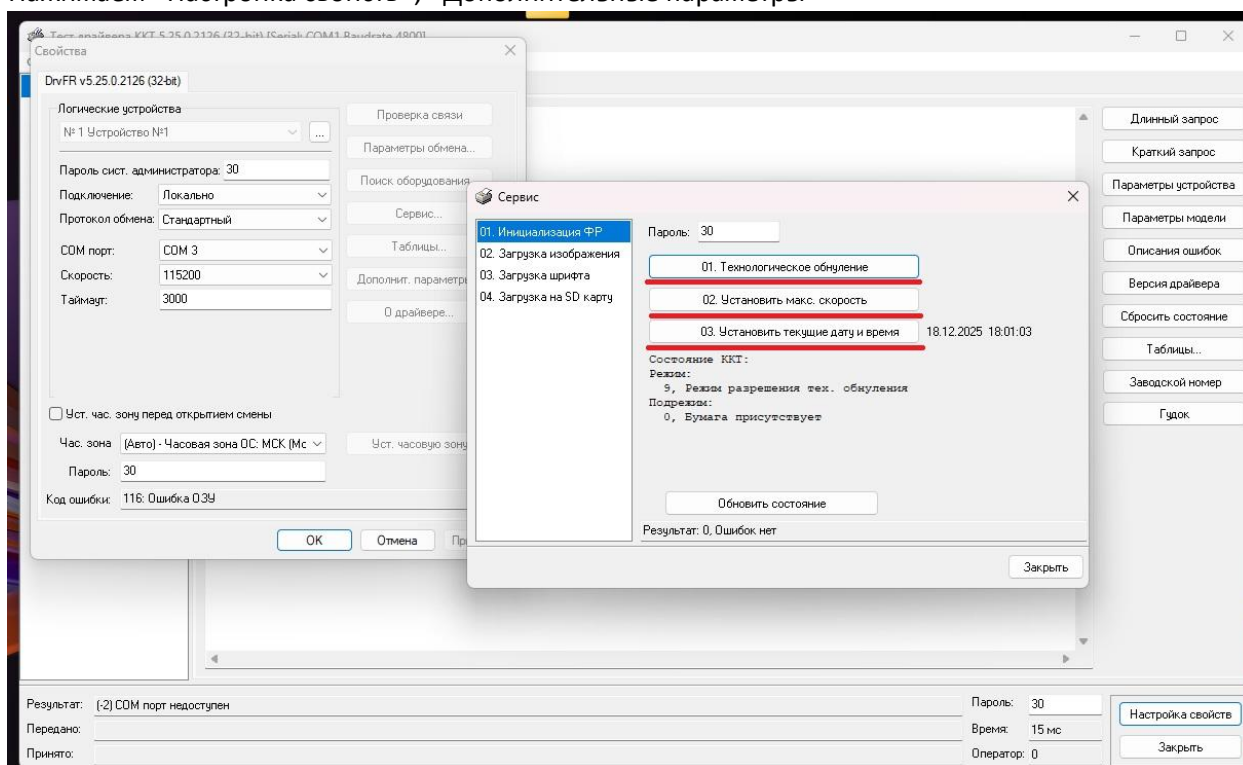 Нажимаем "Настройка свойств", "Дополнительные параметры"
Тест драйвера ККТ 5.25.0.2126 (32-bit) [Serial: COM1 Baudrate 4800]
Свойства
DrvFR v5.25.0.2126 (32-bit)
Логические устройства
№ 1 Устройство №1
...
Пароль сист. администратора: 30
Подключение: Локально
Протокол обмена: Стандартный
COM порт: COM 3
Скорость: 115200
Таймаут: 3000
Проверка связи
Параметры обмена...
Поиск оборудования
Сервис...
Таблицы...
Дополнит. параметры
О драйвере...
Уст. час. зону перед открытием смены
Час. зона (Авто) - Часовая зона ОС: МСК (Мс
Уст. часовую зону
Пароль: 30
Код ошибки: 116: Ошибка ОЗУ
OK
Отмена
Пр
Сервис
01. Инициализация ФР
02. Загрузка изображения
03. Загрузка шрифта
04. Загрузка на SD карту
Пароль: 30
01. Технологическое обнуление
02. Установить макс. скорость
03. Установить текущие дату и время 18.12.2025 18:01:03
Состояние ККТ:
Режим:
9, Режим разрешения тех. обнуления
Подрежим:
0, Бумага присутствует
Обновить состояние
Результат: 0, Ошибок нет
Закрыть
Длинный запрос
Краткий запрос
Параметры устройства
Параметры модели
Описания ошибок
Версия драйвера
Сбросить состояние
Таблицы...
Заводской номер
Гудок
Результат: (-2) COM порт недоступен
Передано:
Принято:
Пароль: 30
Время: 15 мс
Оператор: 0
Настройка свойств
Закрыть